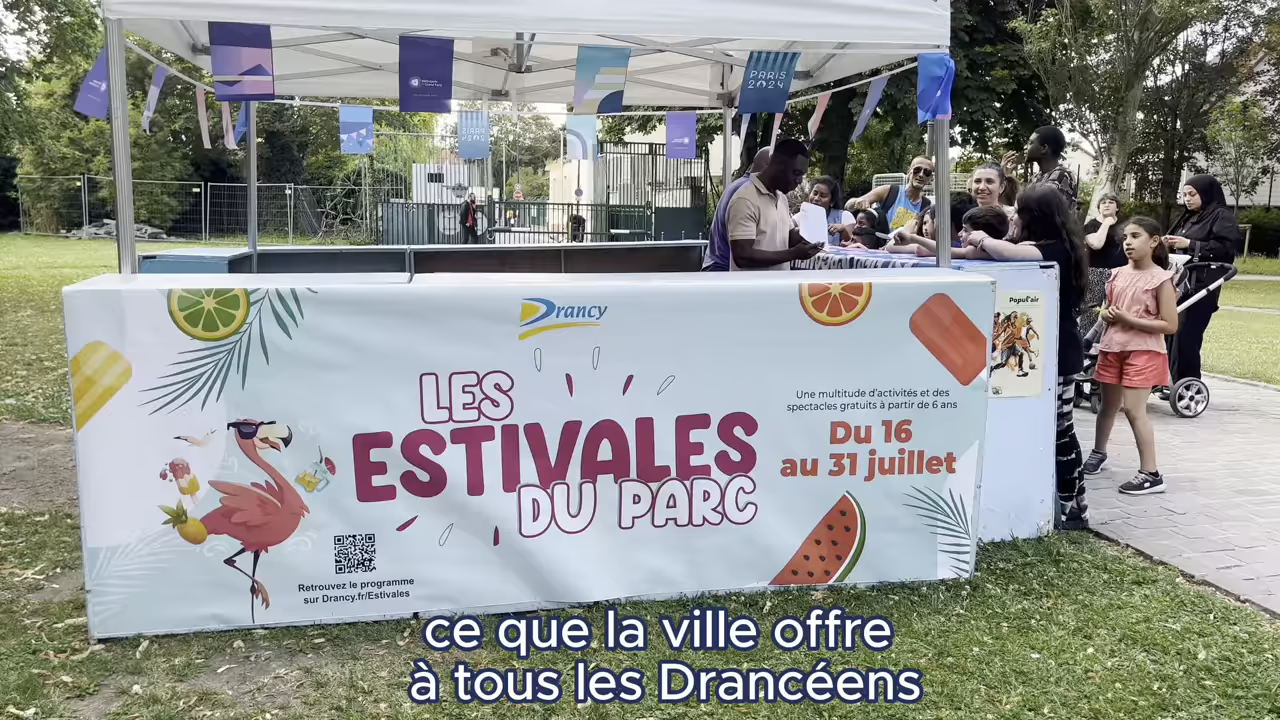 PARIS
2024
PARIS
2024
Drancy
Popul'air
LES
ESTIVALES
DU PARC
Une multitude d'activités et des
spectacles gratuits à partir de 6 ans
Du 16
au 31 juillet
Retrouvez le programme
sur Drancy.fr/Estivales
ce que la ville offre
à tous les Drancéens